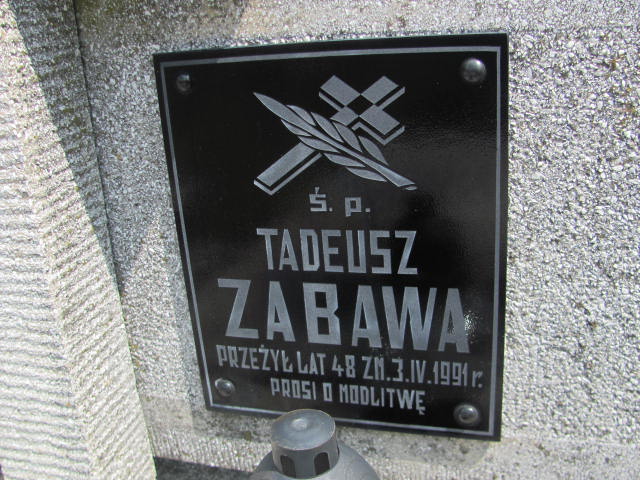 Ś. p.
TADEUSZ
ZABAWA
PRZEŻYŁ LAT 48 ZM. 3.IV.1991 r.
PROSI O MODLITWĘ